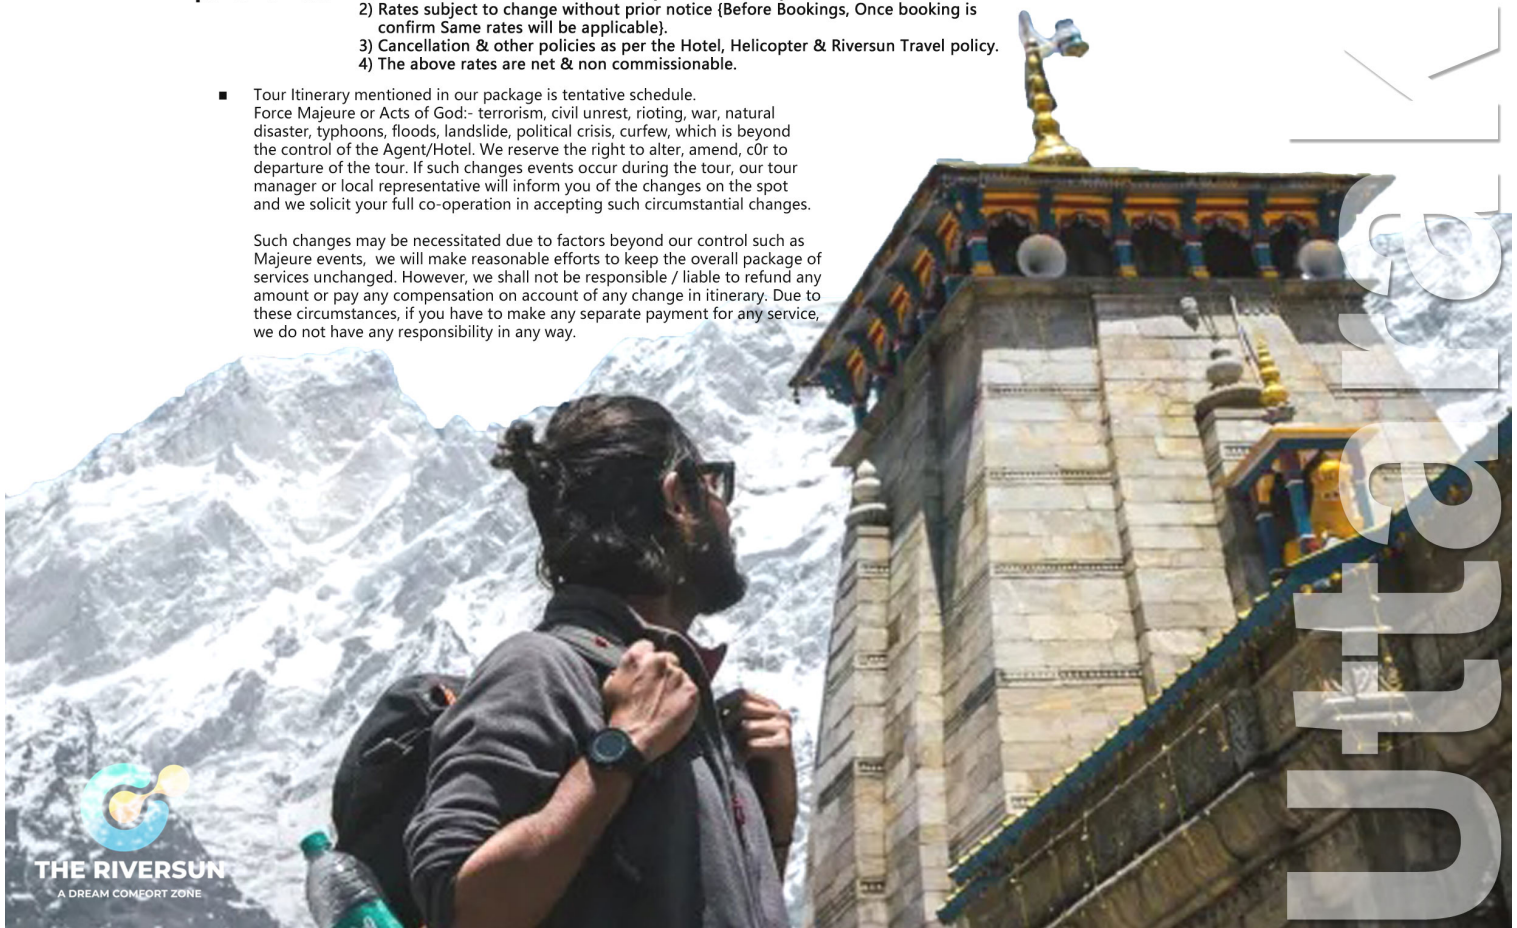 2) Rates subject to change without prior notice {Before Bookings, Once booking is
confirm Same rates will be applicable}.
3) Cancellation & other policies as per the Hotel, Helicopter & Riversun Travel policy.
4) The above rates are net & non commissionable.
■ Tour Itinerary mentioned in our package is tentative schedule.
Force Majeure or Acts of God:- terrorism, civil unrest, rioting, war, natural
disaster, typhoons, floods, landslide, political crisis, curfew, which is beyond
the control of the Agent/Hotel. We reserve the right to alter, amend, c0r to
departure of the tour. If such changes events occur during the tour, our tour
manager or local representative will inform you of the changes on the spot
and we solicit your full co-operation in accepting such circumstantial changes.
Such changes may be necessitated due to factors beyond our control such as
Majeure events,  we will make reasonable efforts to keep the overall package of
services unchanged. However, we shall not be responsible / liable to refund any
amount or pay any compensation on account of any change in itinerary. Due to
these circumstances, if you have to make any separate payment for any service,
we do not have any responsibility in any way.
THE RIVERSUN
A DREAM COMFORT ZONE
Uttarak